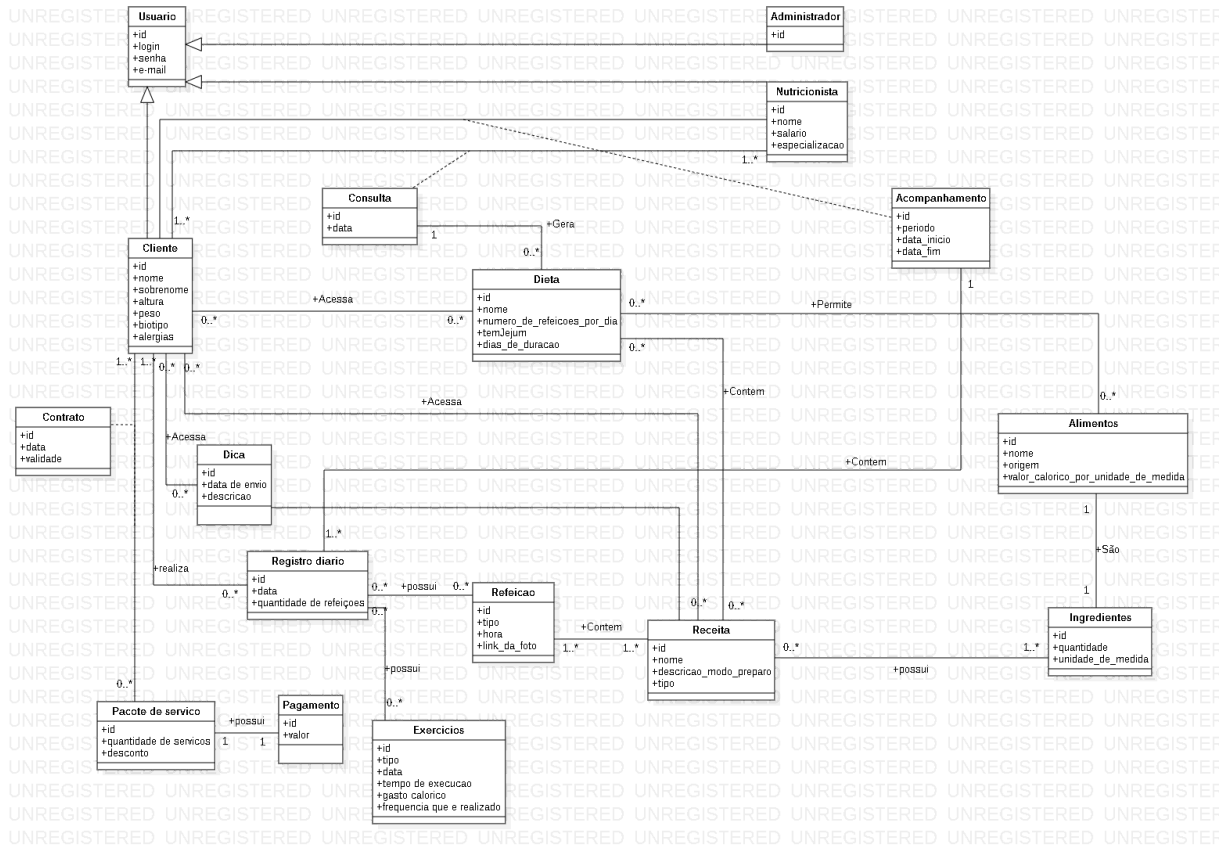 UNREGISTERED
Usuario
+id
+login
+senha
+e-mail
Administrador
+id
Nutricionista
+id
+nome
+salario
+especializacao
1..*
1..*
Consulta
+id
+data
1
+Gera
0..*
Acompanhamento
+id
+periodo
+data_inicio
+data_fim
1
Cliente
+id
+nome
+sobrenome
+altura
+peso
+biotipo
+alergias
+Acessa
0..*
0..*
Dieta
+id
+nome
+numero_de_refeicoes_por_dia
+temJejum
+dias_de_duracao
0..*
+Permite
0..*
0..*
+Contem
1..*
1..*
0..*
0..*
+Acessa
Contrato
+id
+data
+validade
+Acessa
0..*
Dica
+id
+data de envio
+descricao
+Contem
1..*
Alimentos
+id
+nome
+origem
+valor_calorico_por_unidade_de_medida
1
+São
1
+realiza
0..*
Registro diario
+id
+data
+quantidade de refeiçoes
0..*
+possui
0..*
0..*
Refeicao
+id
+tipo
+hora
+link_da_foto
+Contem
1..*
1..*
0..*
0..*
Receita
+id
+nome
+descricao_modo_preparo
+tipo
0..*
+possui
1..*
Ingredientes
+id
+quantidade
+unidade_de_medida
+possui
0..*
0..*
Pacote de servico
+id
+quantidade de servicos
+desconto
+possui
1
1
Pagamento
+id
+valor
Exercicios
+id
+tipo
+data
+tempo de execucao
+gasto calorico
+frequencia que e realizado